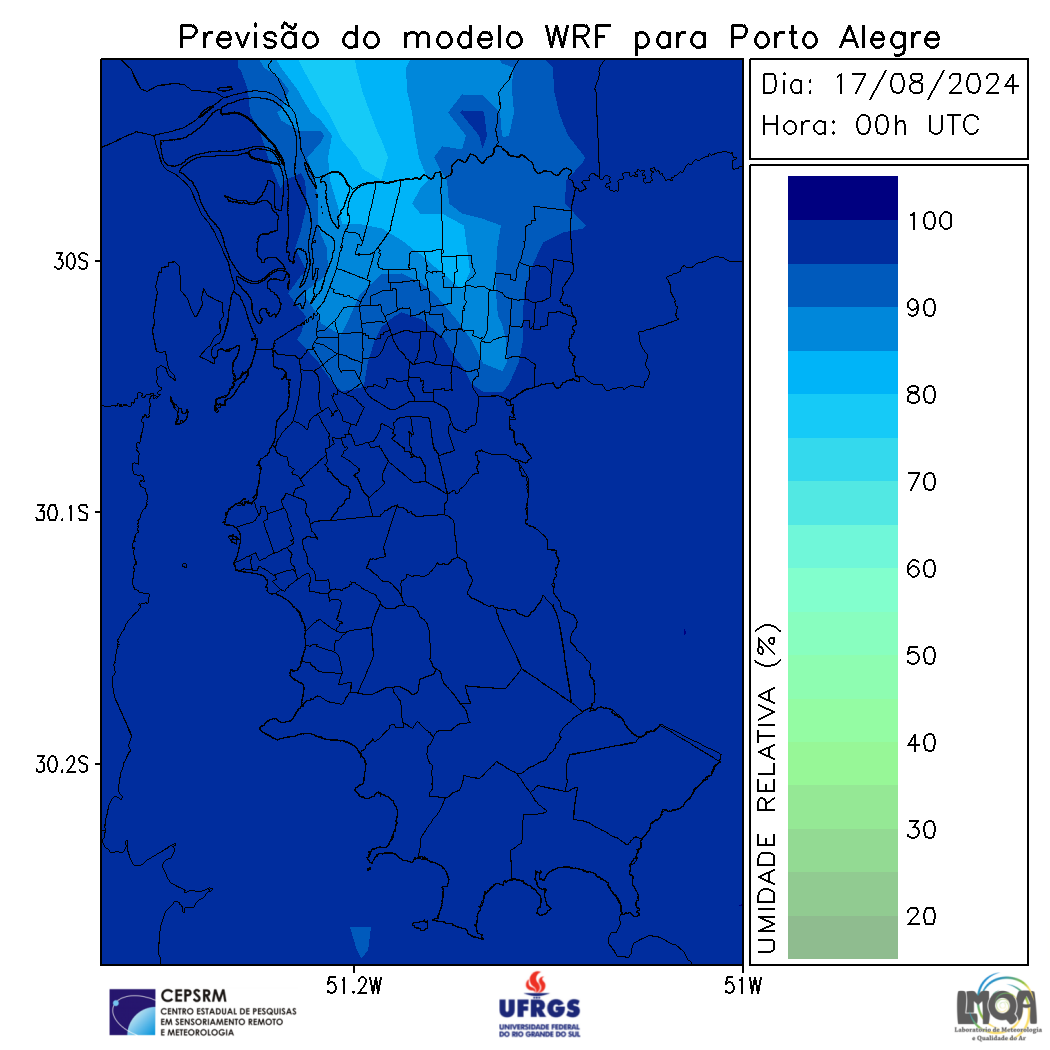 Previsão do modelo WRF para Porto Alegre
Dia: 17/08/2024
Hora: 00h UTC
30S
30.1S
30.2S
51.2W
51W
100
90
80
70
60
50
40
30
20
UMIDADE RELATIVA (%)
CEPSRM
CENTRO ESTADUAL DE PESQUISAS
EM SENSORIAMENTO REMOTO
E METEOROLOGIA
UFRGS
UNIVERSIDADE FEDERAL
DO RIO GRANDE DO SUL
LMQA
Laboratório de Meteorologia
e Qualidade do Ar